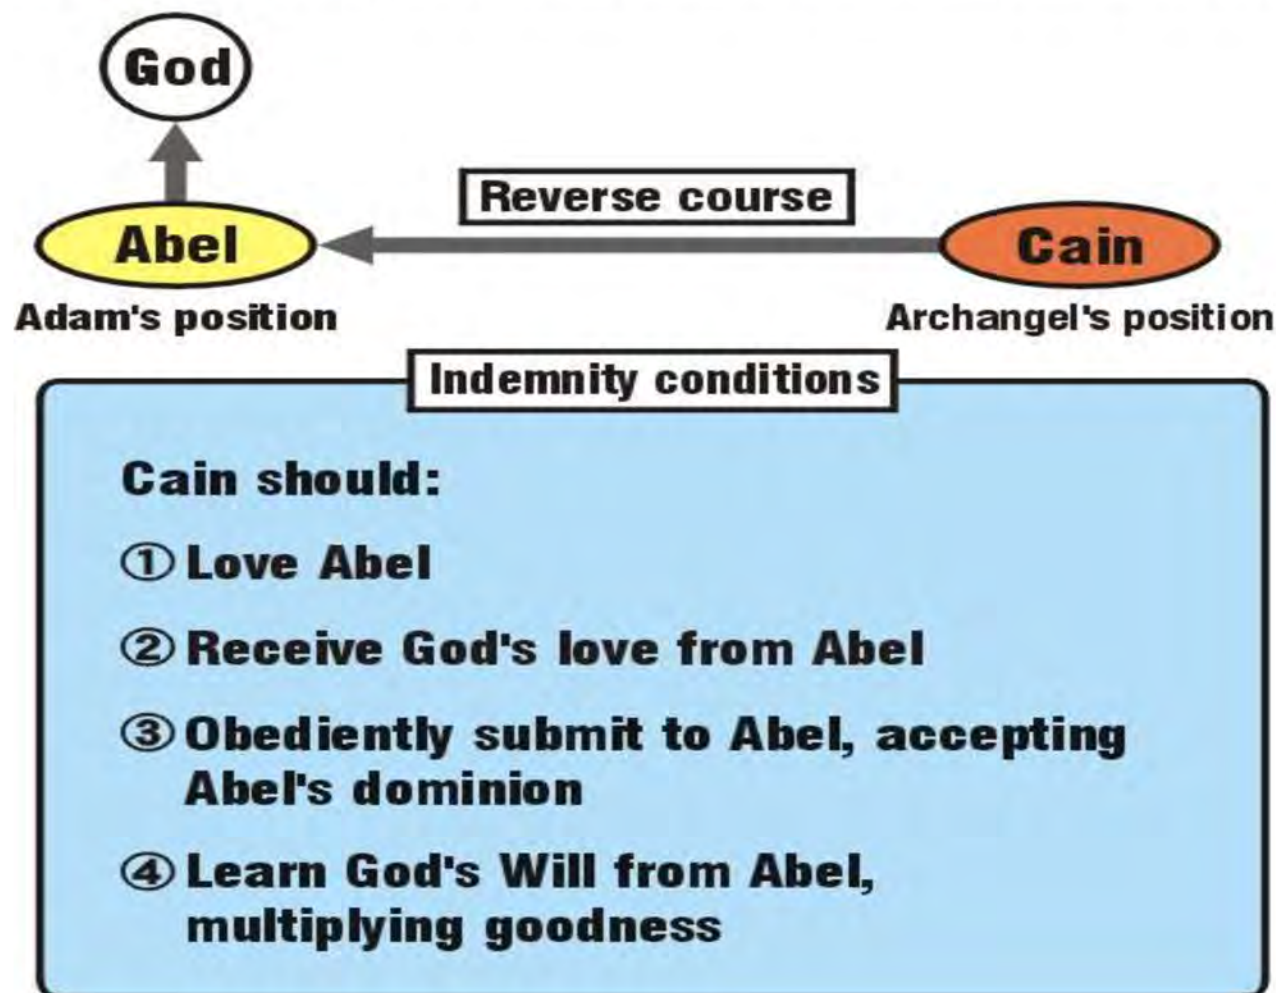 God
Reverse course
Abel
Cain
Adam's position
Archangel's position
Indemnity conditions
Cain should:
① Love Abel
② Receive God's love from Abel
③ Obediently submit to Abel, accepting
Abel's dominion
④ Learn God's Will from Abel,
multiplying goodness